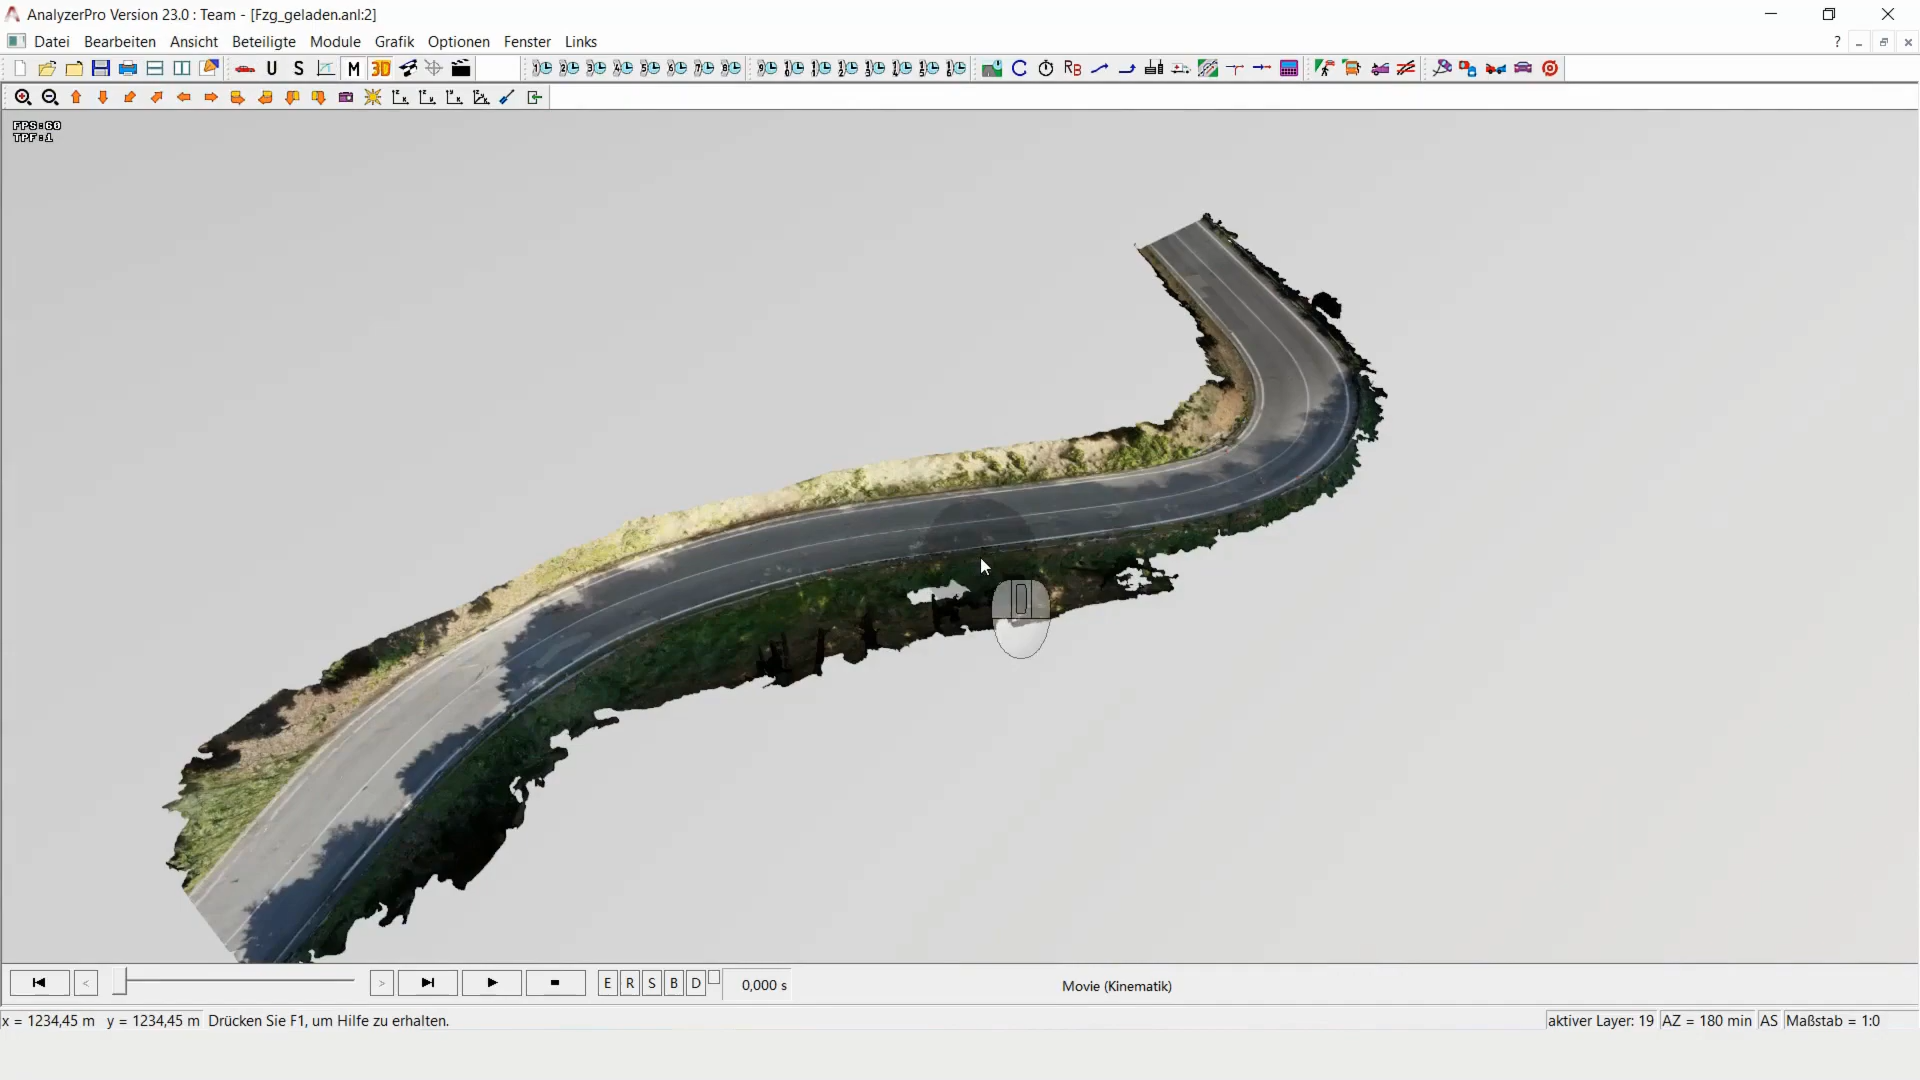 AnalyzerPro Version 23.0 : Team - [Fzg_geladen.anl:2]
Datei Bearbeiten Ansicht Beteiligte Module Grafik Optionen Fenster Links
U S M 3D RB
FPS:60
TPF:1
E R S B D 0,000 s Movie (Kinematik)
x = 1234,45 m y = 1234,45 m Drücken Sie F1, um Hilfe zu erhalten. aktiver Layer: 19 AZ = 180 min AS Maßstab = 1:0